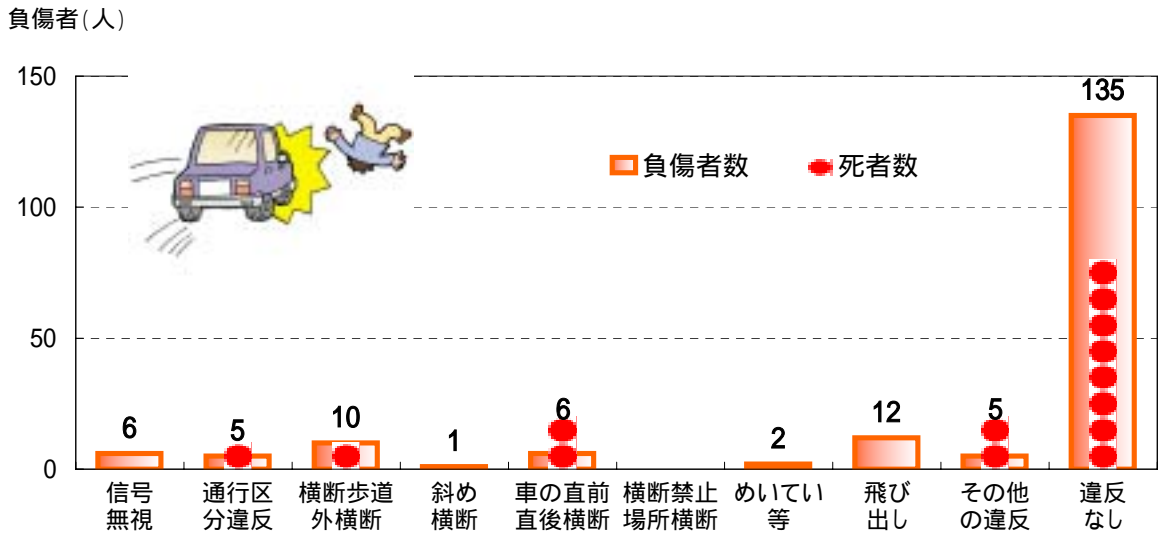 負傷者(人)
150
135
負傷者数 死者数
100
50
6 5 10 1 6 2 12 5
0
信号 通行区 横断歩道 斜め 車の直前 横断禁止 めいてい 飛び その他 違反
無視 分違反 外横断 横断 直後横断 場所横断 等 出し の違反 なし